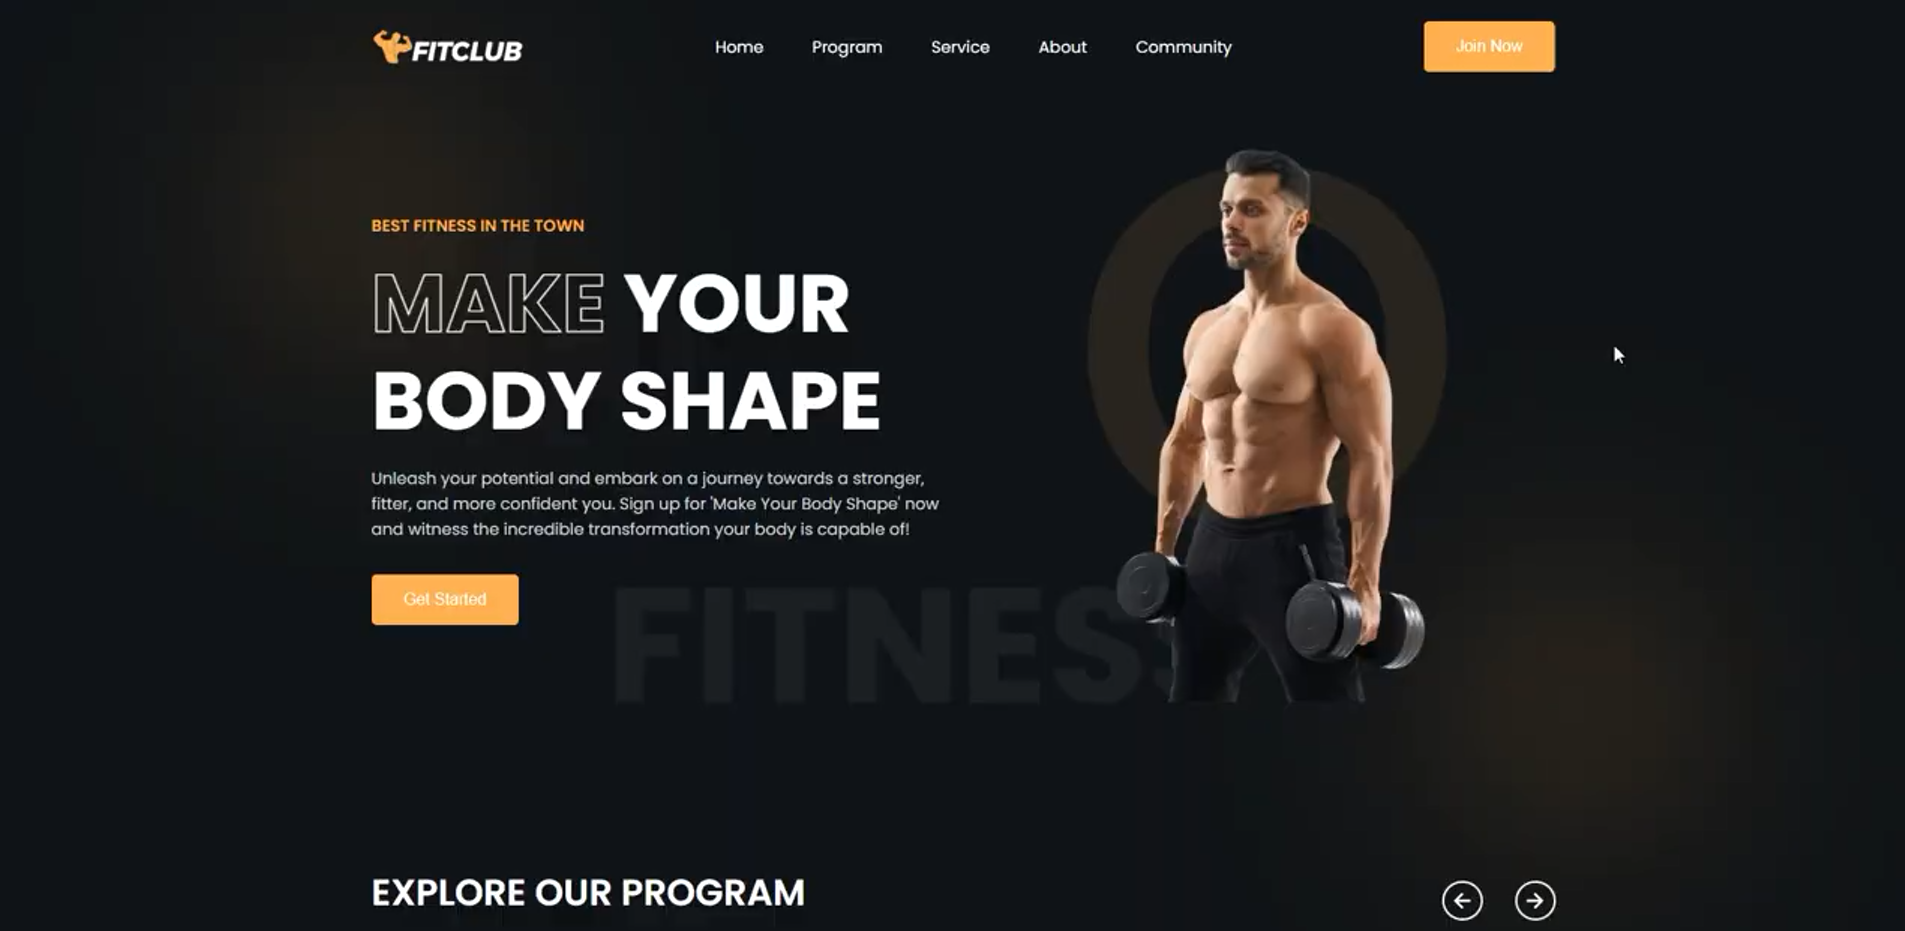 FITCLUB
Home Program Service About Community
Join Now
BEST FITNESS IN THE TOWN
MAKE YOUR
BODY SHAPE
Unleash your potential and embark on a journey towards a stronger,
fitter, and more confident you. Sign up for 'Make Your Body Shape' now
and witness the incredible transformation your body is capable of!
Get Started
FITNESS
EXPLORE OUR PROGRAM